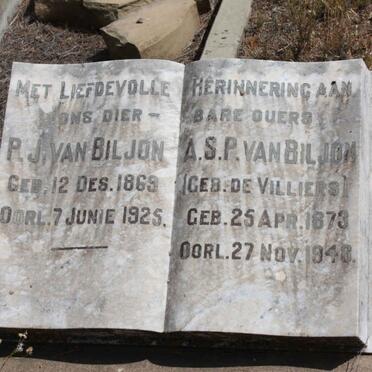 MET LIEFDEVOLLE HERINNERING AAN
ONS DIER- BARE OUERS
P.J. VAN BILJON
GEB. 12 DES. 1869
OORL. 7 JUNIE 1925.
A.S.P. VAN BILJON
(GEB. DE VILLIERS)
GEB. 25 APR. 1873
OORL. 27 NOV. 1948.